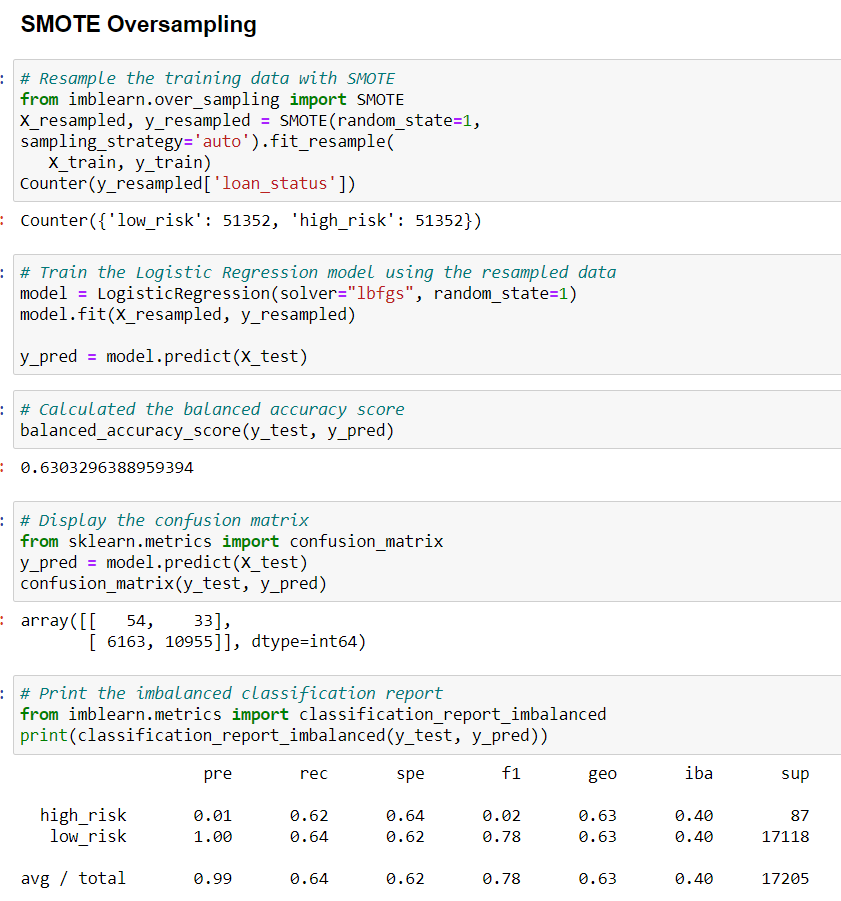 SMOTE Oversampling
: # Resample the training data with SMOTE
from imblearn.over_sampling import SMOTE
X_resampled, y_resampled = SMOTE(random_state=1,
sampling_strategy='auto').fit_resample(
   X_train, y_train)
Counter(y_resampled['loan_status'])
: Counter({'low_risk': 51352, 'high_risk': 51352})
: # Train the Logistic Regression model using the resampled data
model = LogisticRegression(solver="lbfgs", random_state=1)
model.fit(X_resampled, y_resampled)
y_pred = model.predict(X_test)
: # Calculated the balanced accuracy score
balanced_accuracy_score(y_test, y_pred)
: 0.6303296388959394
: # Display the confusion matrix
from sklearn.metrics import confusion_matrix
y_pred = model.predict(X_test)
confusion_matrix(y_test, y_pred)
: array([[   54,    33],
       [ 6163, 10955]], dtype=int64)
: # Print the imbalanced classification report
from imblearn.metrics import classification_report_imbalanced
print(classification_report_imbalanced(y_test, y_pred))
pre rec spe f1 geo iba sup
high_risk 0.01 0.62 0.64 0.02 0.63 0.40 87
low_risk 1.00 0.64 0.62 0.78 0.63 0.40 17118
avg / total 0.99 0.64 0.62 0.78 0.63 0.40 17205